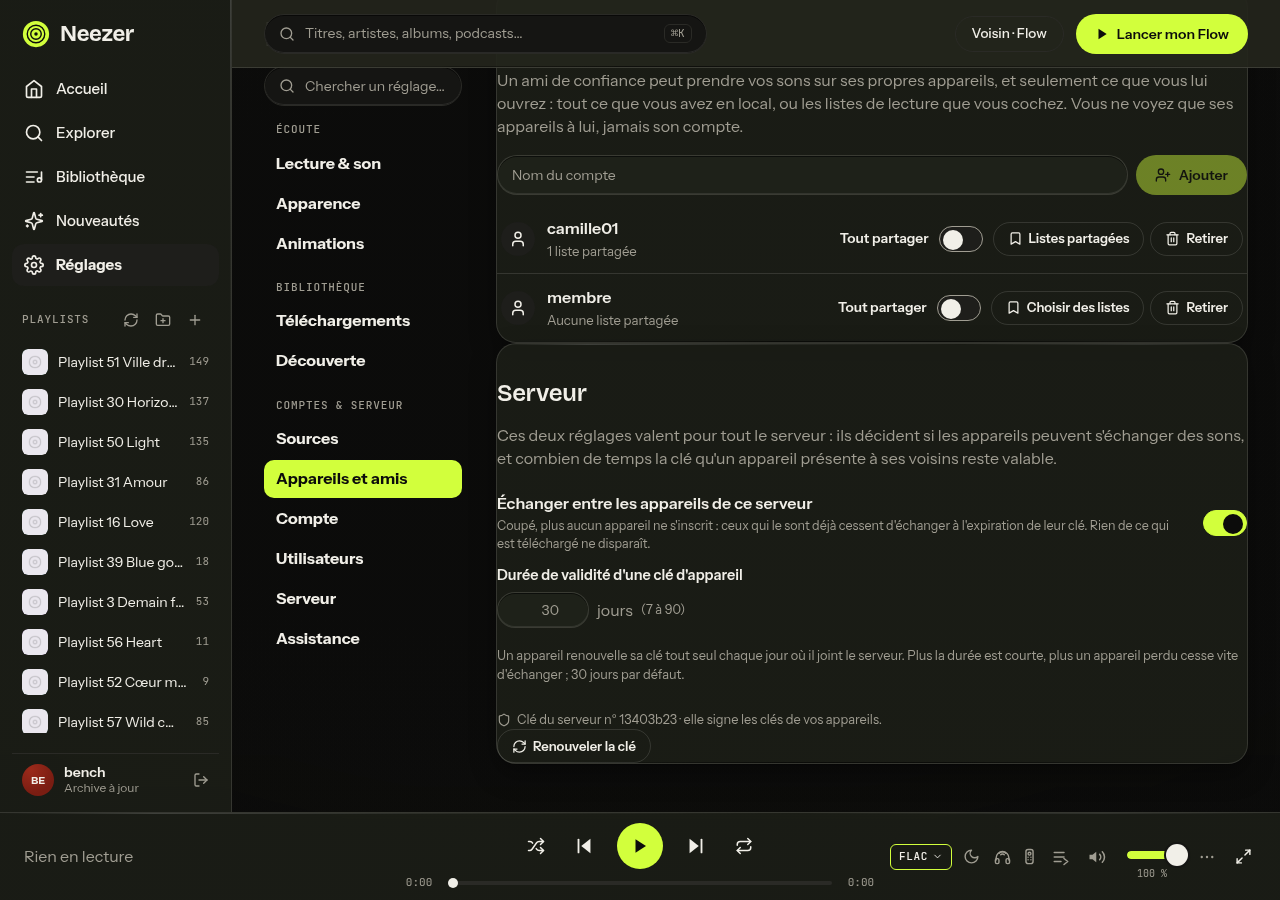 Neezer
Titres, artistes, albums, podcasts...
⌘K
Voisin · Flow
Lancer mon Flow
Accueil
Explorer
Bibliothèque
Nouveautés
Réglages
PLAYLISTS
Playlist 51 Ville dr... 149
Playlist 30 Horizo... 137
Playlist 50 Light 135
Playlist 31 Amour 86
Playlist 16 Love 120
Playlist 39 Blue go... 18
Playlist 3 Demain f... 53
Playlist 56 Heart 11
Playlist 52 Cœur m... 9
Playlist 57 Wild c... 85
BE
bench
Archive à jour
Chercher un réglage...
ÉCOUTE
Lecture & son
Apparence
Animations
BIBLIOTHÈQUE
Téléchargements
Découverte
COMPTES & SERVEUR
Sources
Appareils et amis
Compte
Utilisateurs
Serveur
Assistance
Un ami de confiance peut prendre vos sons sur ses propres appareils, et seulement ce que vous lui
ouvrez : tout ce que vous avez en local, ou les listes de lecture que vous cochez. Vous ne voyez que ses
appareils à lui, jamais son compte.
Nom du compte
Ajouter
camille01
1 liste partagée
Tout partager
Listes partagées
Retirer
membre
Aucune liste partagée
Tout partager
Choisir des listes
Retirer
Serveur
Ces deux réglages valent pour tout le serveur : ils décident si les appareils peuvent s'échanger des sons,
et combien de temps la clé qu'un appareil présente à ses voisins reste valable.
Échanger entre les appareils de ce serveur
Coupé, plus aucun appareil ne s'inscrit : ceux qui le sont déjà cessent d'échanger à l'expiration de leur clé. Rien de ce qui
est téléchargé ne disparaît.
Durée de validité d'une clé d'appareil
30 jours (7 à 90)
Un appareil renouvelle sa clé tout seul chaque jour où il joint le serveur. Plus la durée est courte, plus un appareil perdu cesse vite
d'échanger ; 30 jours par défaut.
Clé du serveur n° 13403b23 · elle signe les clés de vos appareils.
Renouveler la clé
Rien en lecture
0:00
0:00
FLAC
100 %